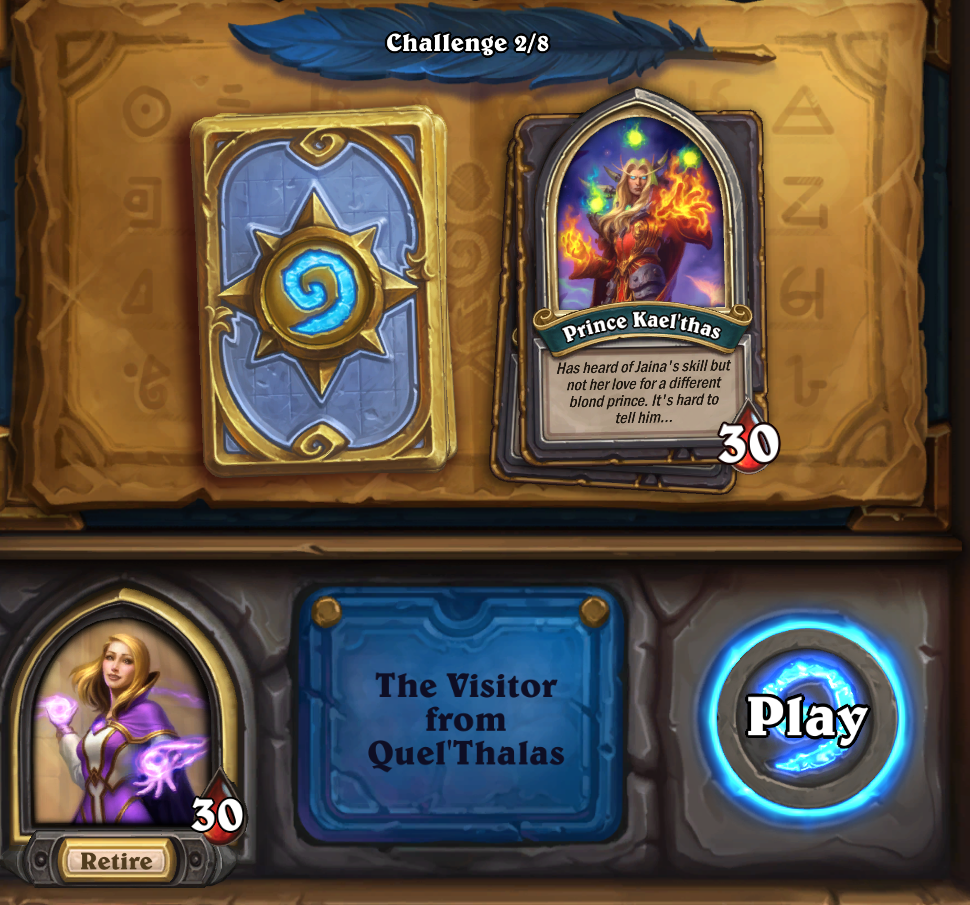 Challenge 2/8
Prince Kael'thas
Has heard of Jaina's skill but
not her love for a different
blond prince. It's hard to
tell him...
30
The Visitor
from
Quel'Thalas
Play
30
Retire